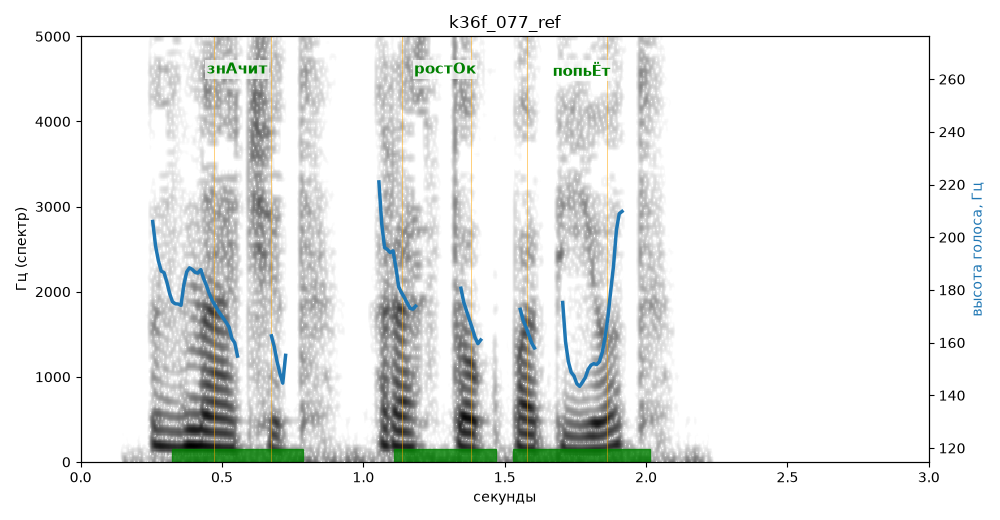 k36f_077_ref
5000
4000
3000
2000
1000
0
Гц (спектр)
знАчит
ростОк
попьЁт
260
240
220
200
180
160
140
120
высота голоса, Гц
0.0 0.5 1.0 1.5 2.0 2.5 3.0
секунды